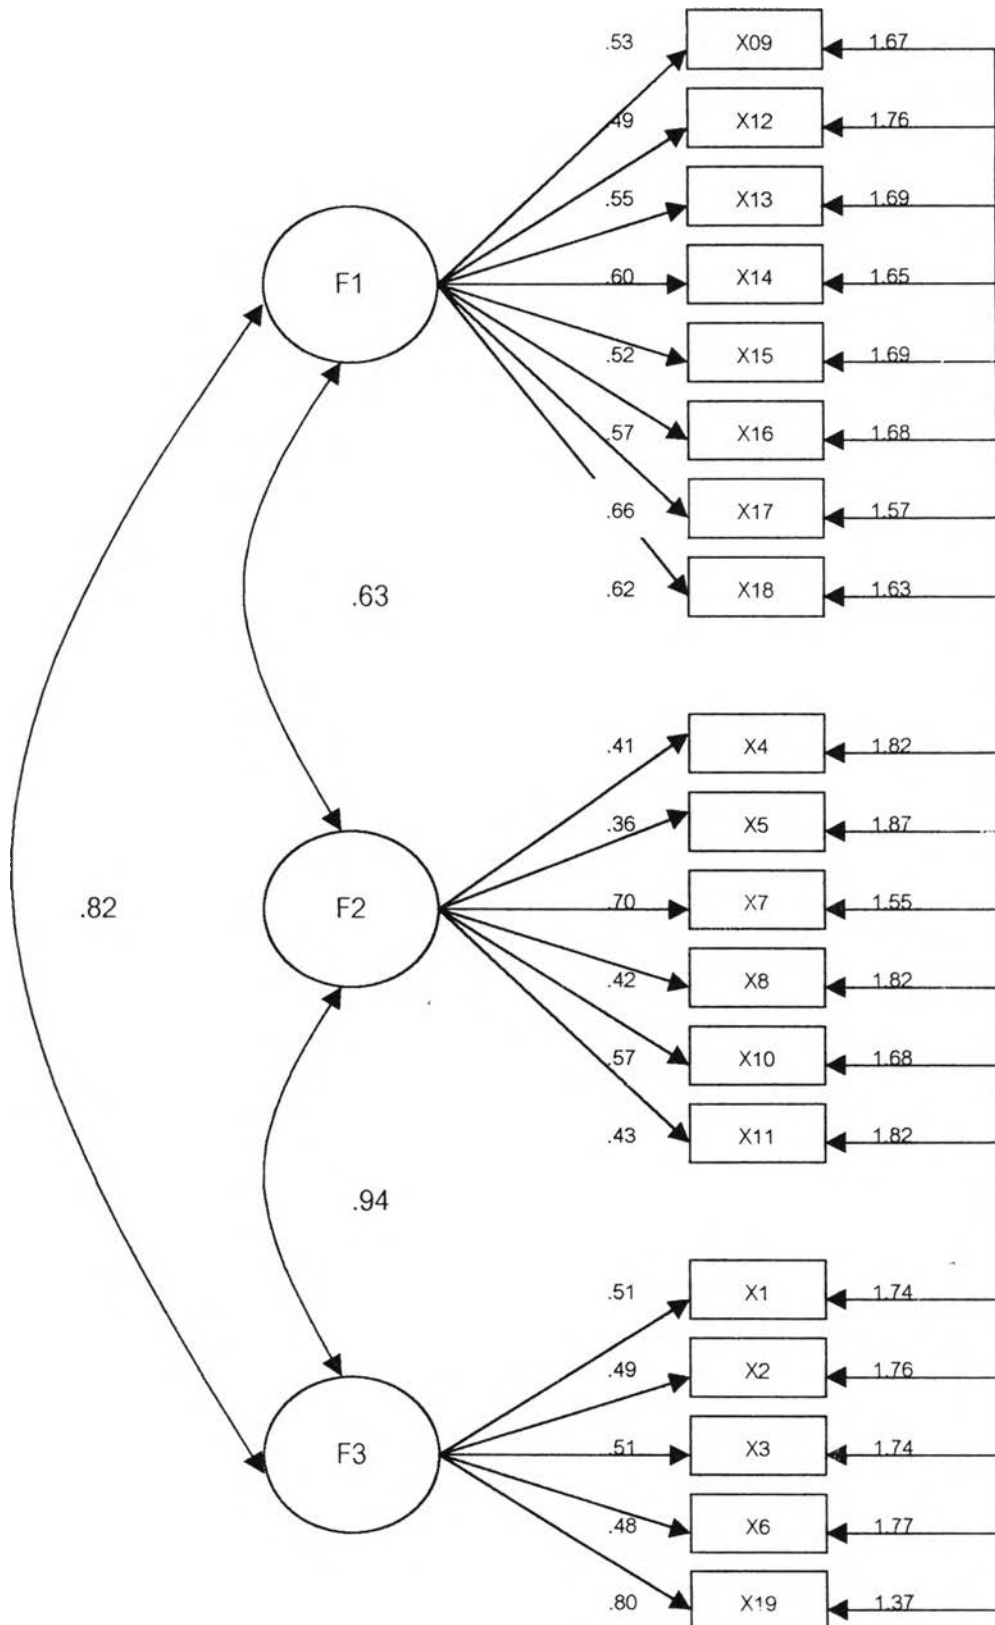 .53 X09 1.67
.49 X12 1.76
.55 X13 1.69
F1
.60 X14 1.65
.52 X15 1.69
.57 X16 1.68
.66 X17 1.57
.62 X18 1.63
.63
.41 X4 1.82
.36 X5 1.87
.82
F2
.70 X7 1.55
.42 X8 1.82
.57 X10 1.68
.43 X11 1.82
.94
.51 X1 1.74
.49 X2 1.76
F3
.51 X3 1.74
.48 X6 1.77
.80 X19 1.37